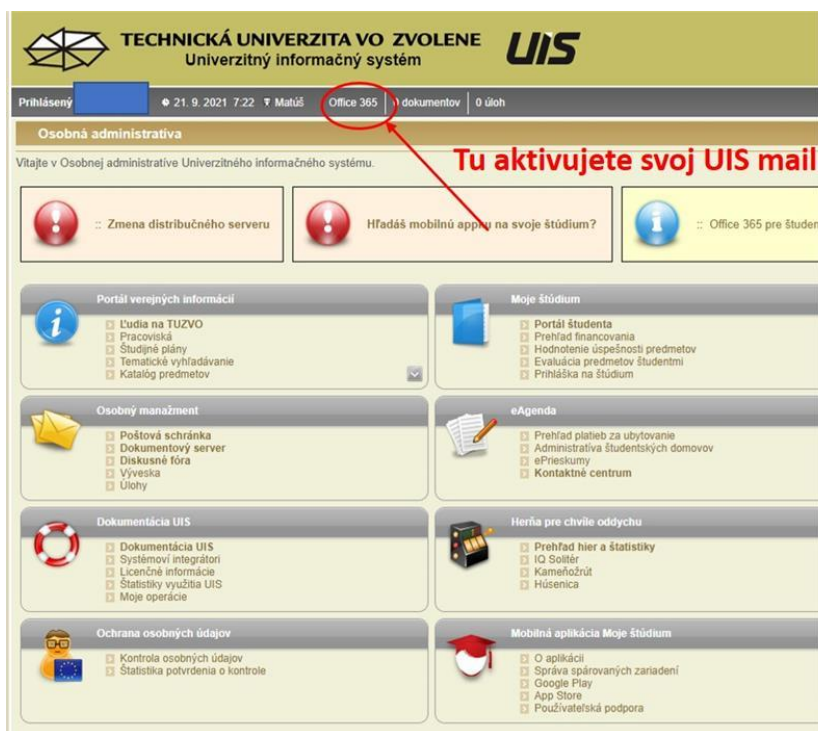 TECHNICKÁ UNIVERZITA VO ZVOLENE
Univerzitný informačný systém
UIS
Prihlásený 21. 9. 2021 7:22 Matúš Office 365 0 dokumentov 0 úloh
Osobná administratíva
Vitajte v Osobnej administratíve Univerzitného informačného systému.
Tu aktivujete svoj UIS mail
:: Zmena distribučného serveru
Hľadáš mobilnú appku na svoje štúdium?
:: Office 365 pre študen
Portál verejných informácií
Ľudia na TUZVO
Pracoviská
Študijné plány
Tematické vyhľadávanie
Katalóg predmetov
Moje štúdium
Portál študenta
Prehľad financovania
Hodnotenie úspešnosti predmetov
Evaluácia predmetov študentmi
Prihláška na štúdium
Osobný manažment
Poštová schránka
Dokumentový server
Diskusné fóra
Výveska
Úlohy
eAgenda
Prehľad platieb za ubytovanie
Administratíva študentských domovov
ePrieskumy
Kontaktné centrum
Dokumentácia UIS
Dokumentácia UIS
Systémoví integrátori
Licenčné informácie
Štatistiky využitia UIS
Moje operácie
Herňa pre chvíle oddychu
Prehľad hier a štatistiky
IQ Solitér
Kameňožrút
Húsenica
Ochrana osobných údajov
Kontrola osobných údajov
Štatistika potvrdenia o kontrole
Mobilná aplikácia Moje štúdium
O aplikácii
Správa spárovaných zariadení
Google Play
App Store
Používateľská podpora